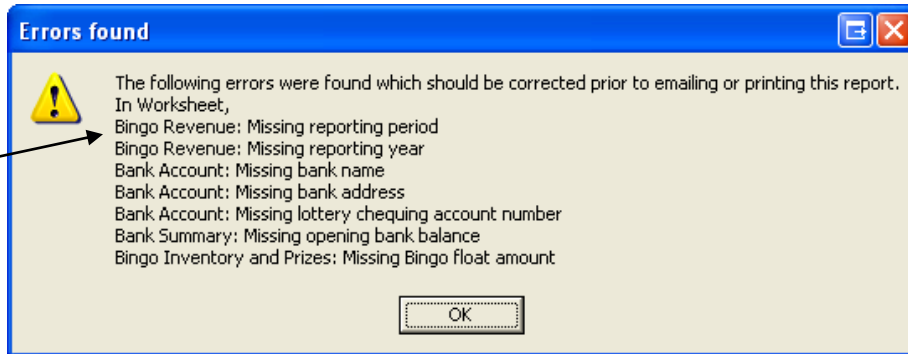 Errors found
The following errors were found which should be corrected prior to emailing or printing this report.
In Worksheet,
Bingo Revenue: Missing reporting period
Bingo Revenue: Missing reporting year
Bank Account: Missing bank name
Bank Account: Missing bank address
Bank Account: Missing lottery chequing account number
Bank Summary: Missing opening bank balance
Bingo Inventory and Prizes: Missing Bingo float amount
OK